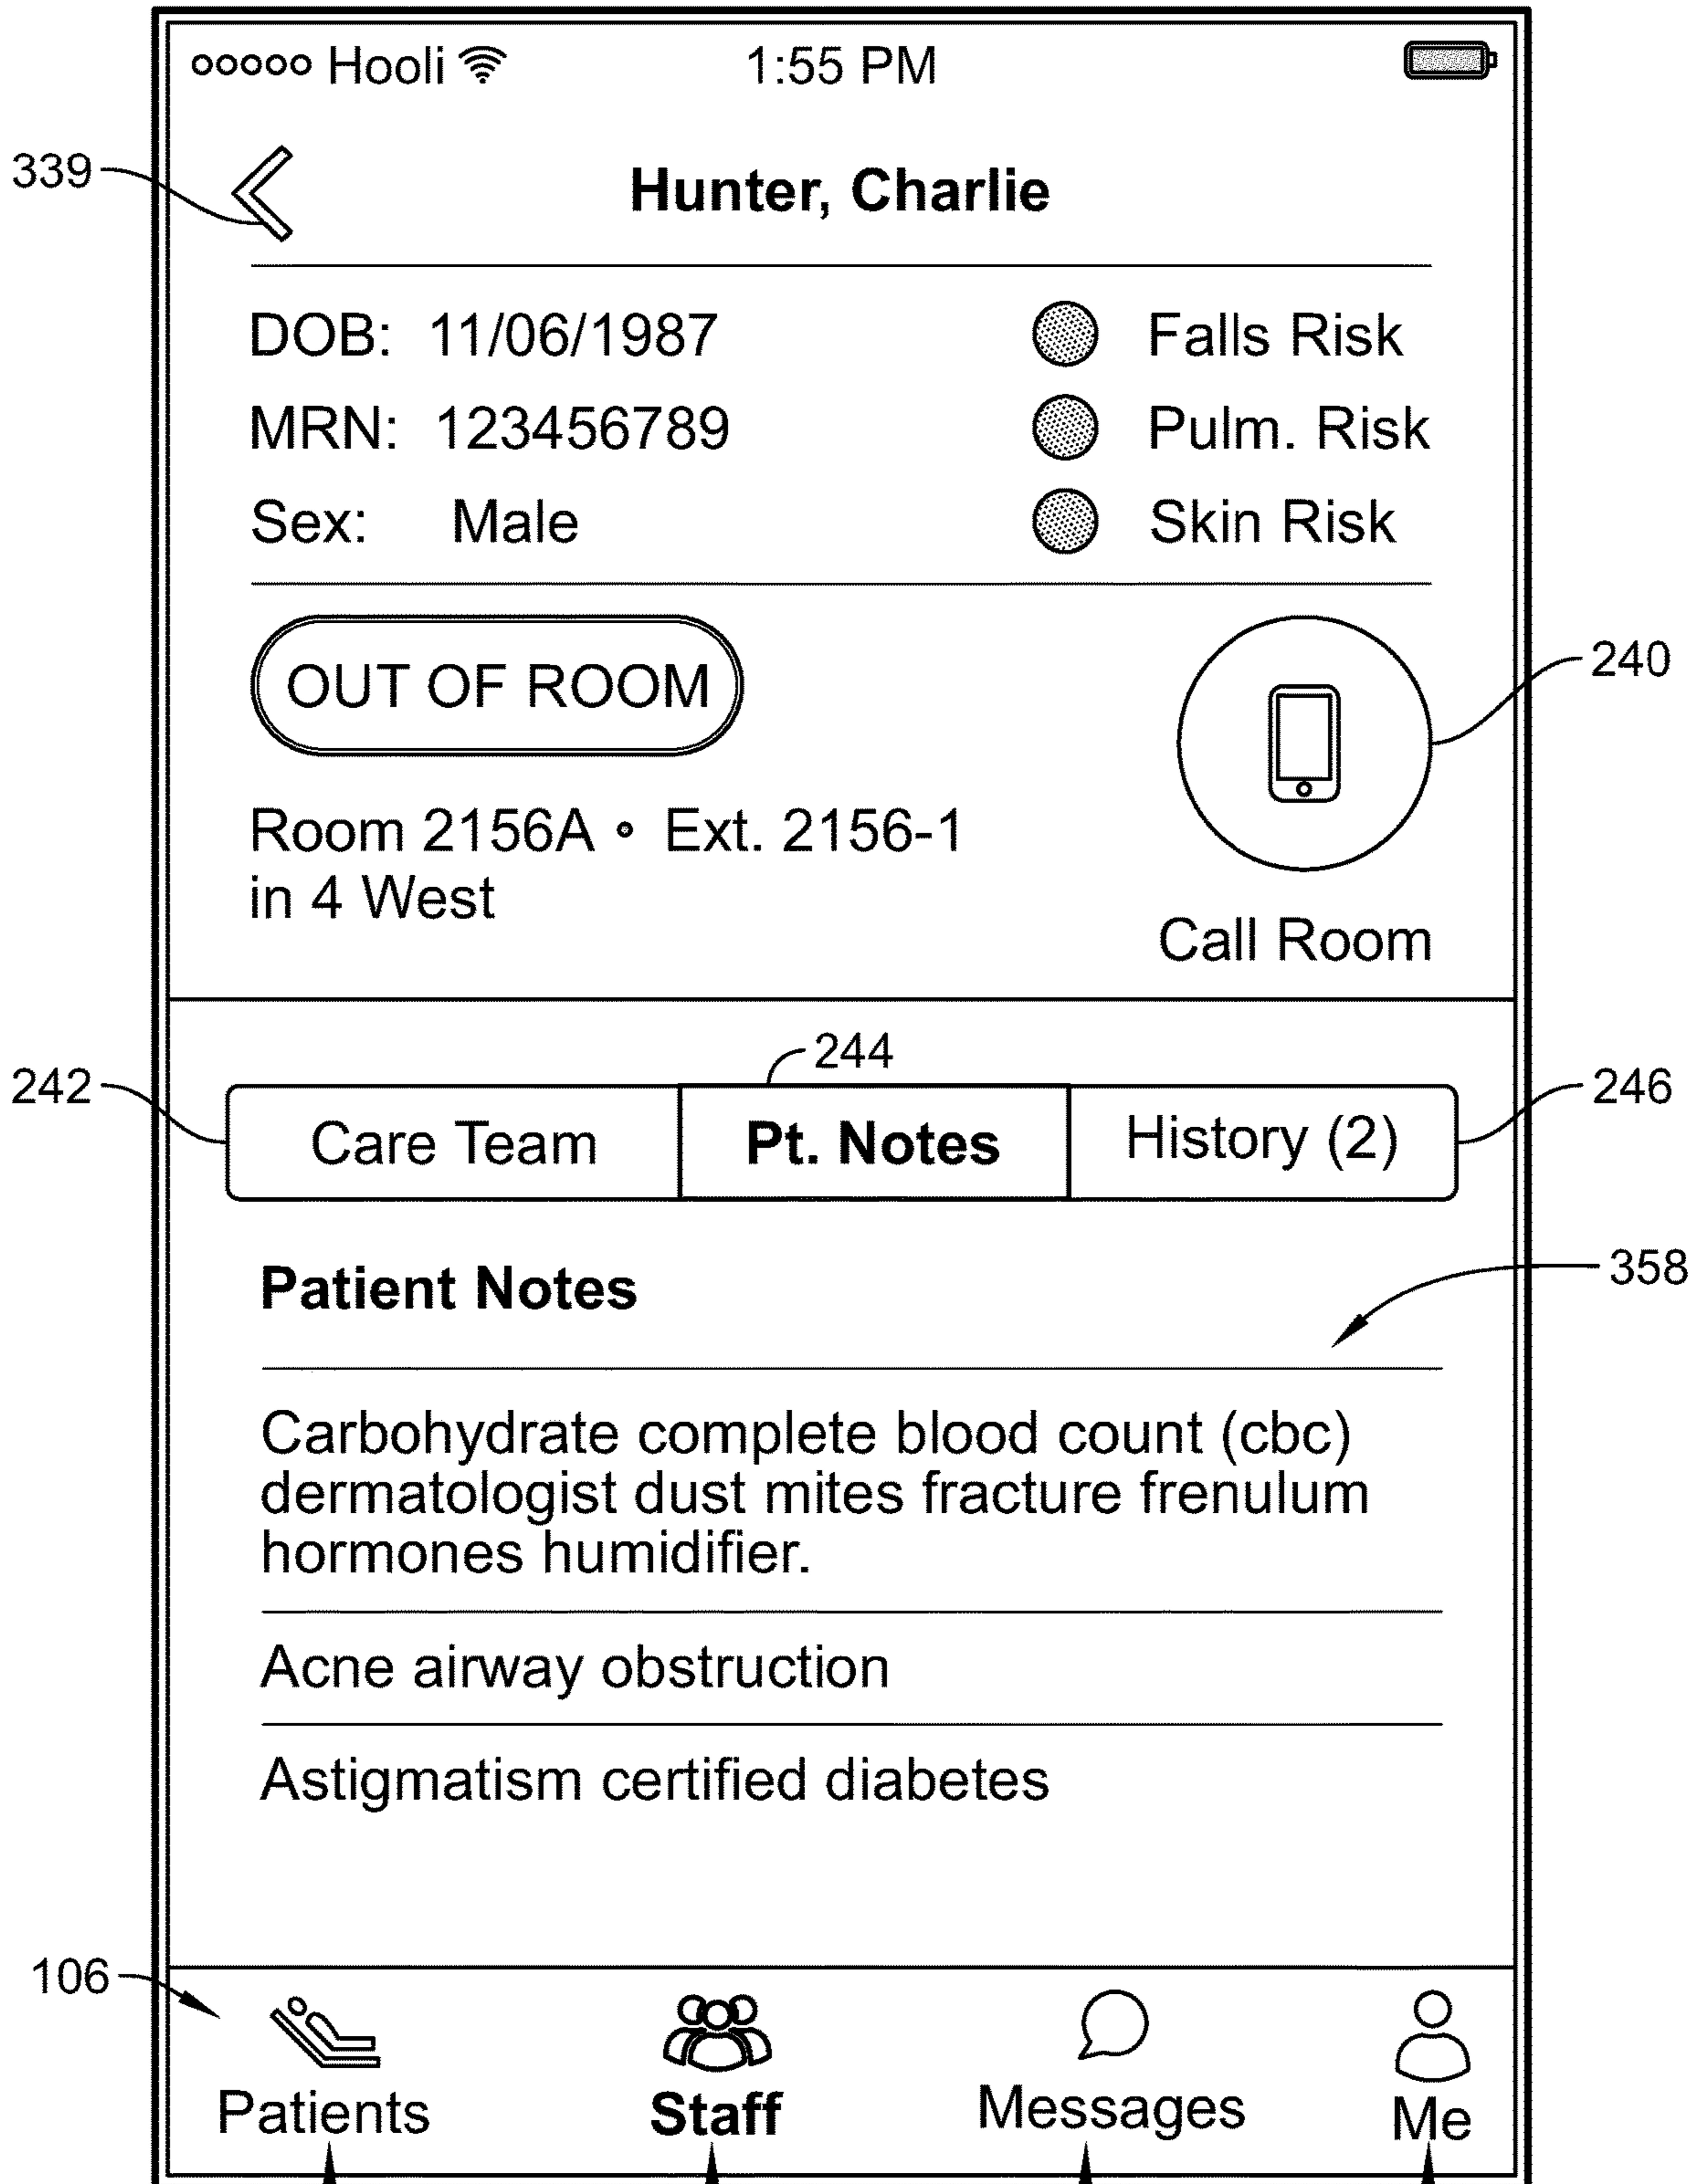 ooooo Hooli 1:55 PM
339
Hunter, Charlie
DOB: 11/06/1987 Falls Risk
MRN: 123456789 Pulm. Risk
Sex: Male Skin Risk
OUT OF ROOM
240
Room 2156A • Ext. 2156-1
in 4 West
Call Room
244
242
246
Care Team Pt. Notes History (2)
358
Patient Notes
Carbohydrate complete blood count (cbc)
dermatologist dust mites fracture frenulum
hormones humidifier.
Acne airway obstruction
Astigmatism certified diabetes
106
Patients Staff Messages Me